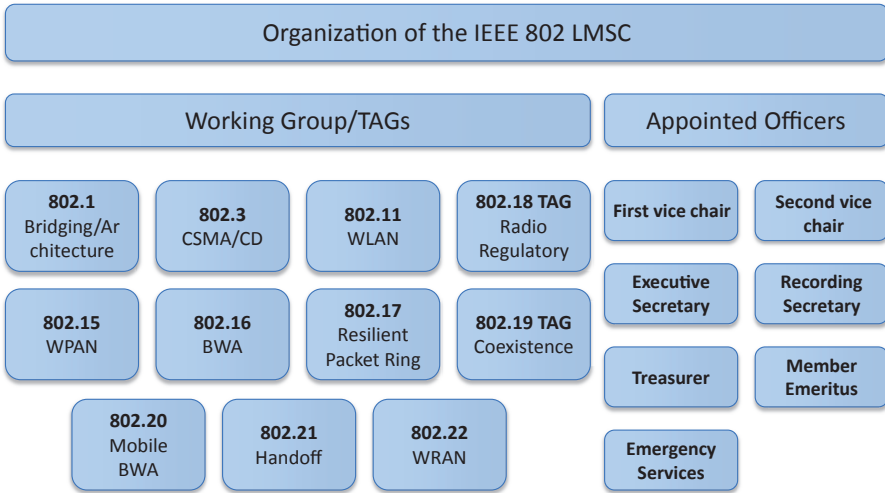 Organization of the IEEE 802 LMSC
Working Group/TAGs
Appointed Officers
802.1
Bridging/Ar
chitecture
802.3
CSMA/CD
802.11
WLAN
802.18 TAG
Radio
Regulatory
802.15
WPAN
802.16
BWA
802.17
Resilient
Packet Ring
802.19 TAG
Coexistence
802.20
Mobile
BWA
802.21
Handoff
802.22
WRAN
First vice chair
Second vice
chair
Executive
Secretary
Recording
Secretary
Treasurer
Member
Emeritus
Emergency
Services